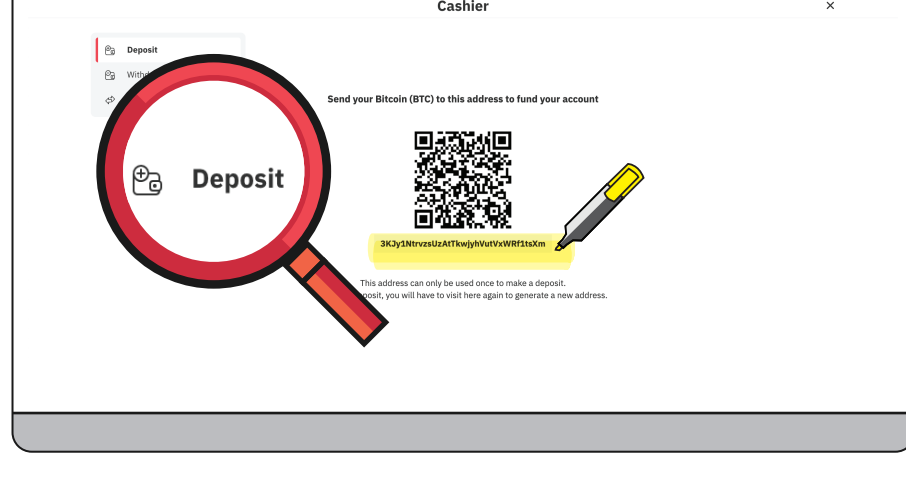 Cashier
×
Deposit
Send your Bitcoin (BTC) to this address to fund your account
Deposit
3KJy1NtrvzsUzAtTkwjyhVutVxWRf1tsXm
This address can only be used once to make a deposit.
you will have to visit here again to generate a new address.